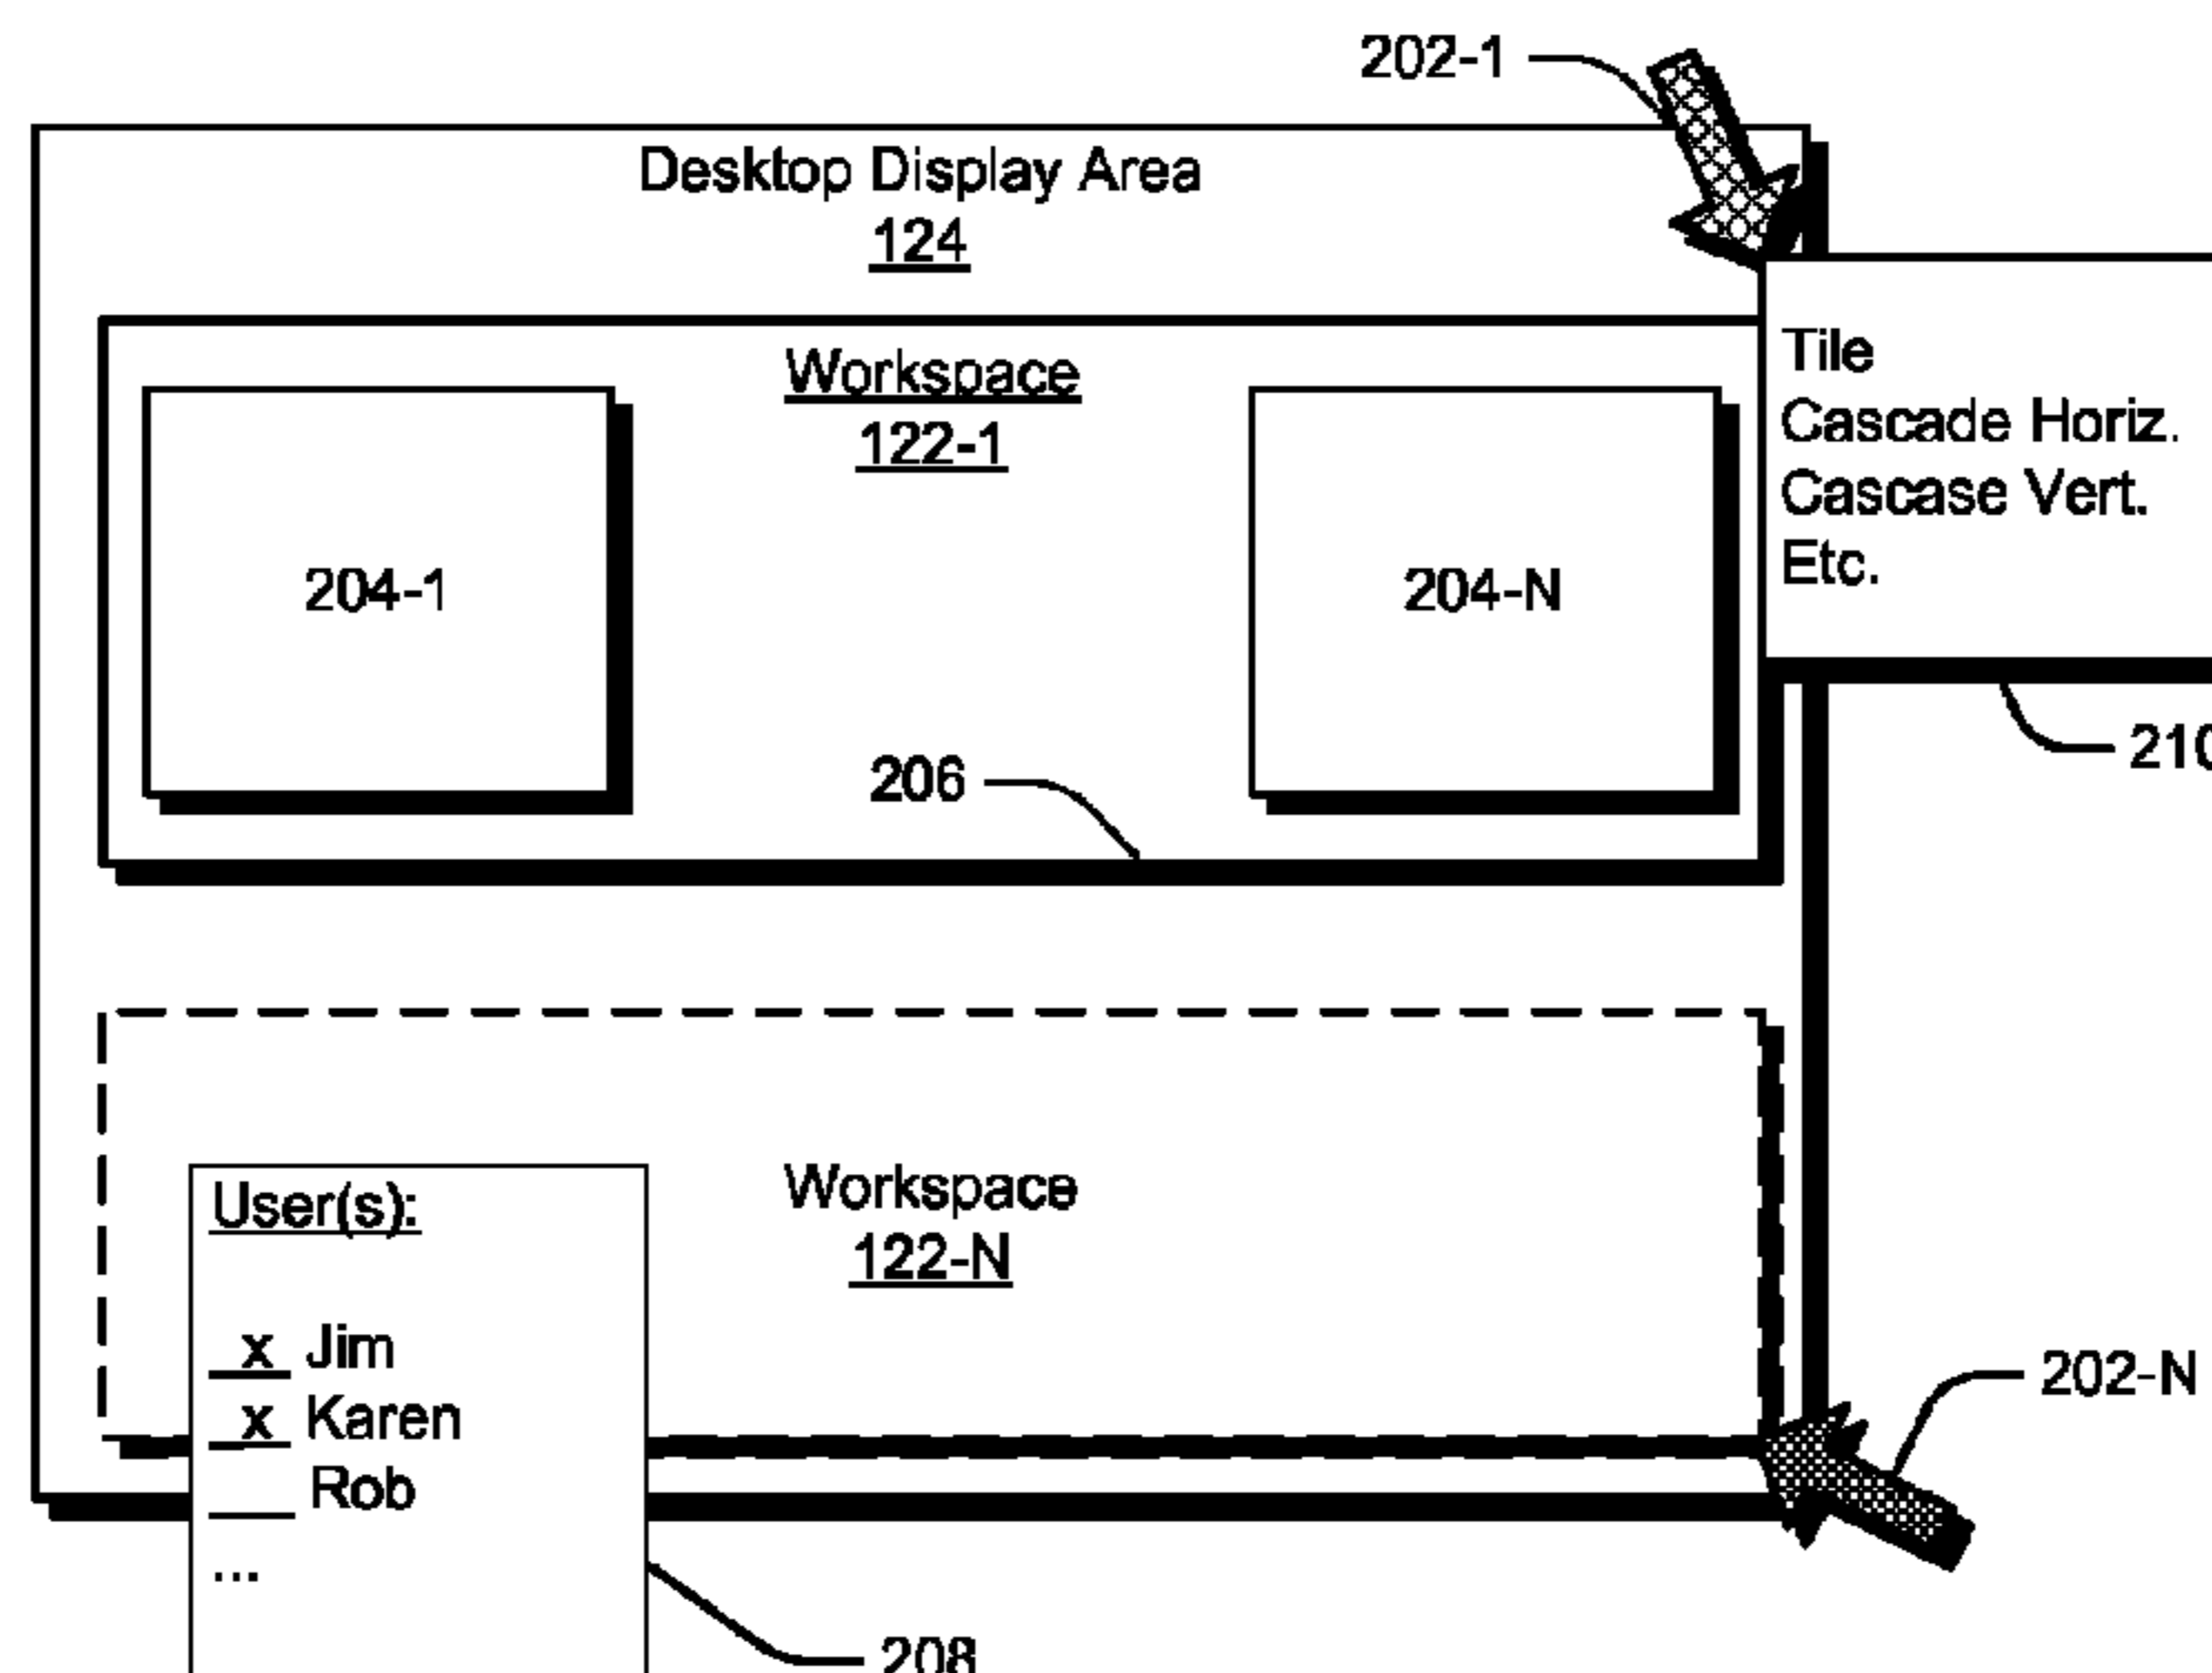 202-1
Desktop Display Area
124
Workspace
122-1
Tile
Cascade Horiz.
Cascase Vert.
Etc.
204-1
204-N
206
210
Workspace
122-N
User(s):
x Jim
x Karen
Rob
...
202-N
208